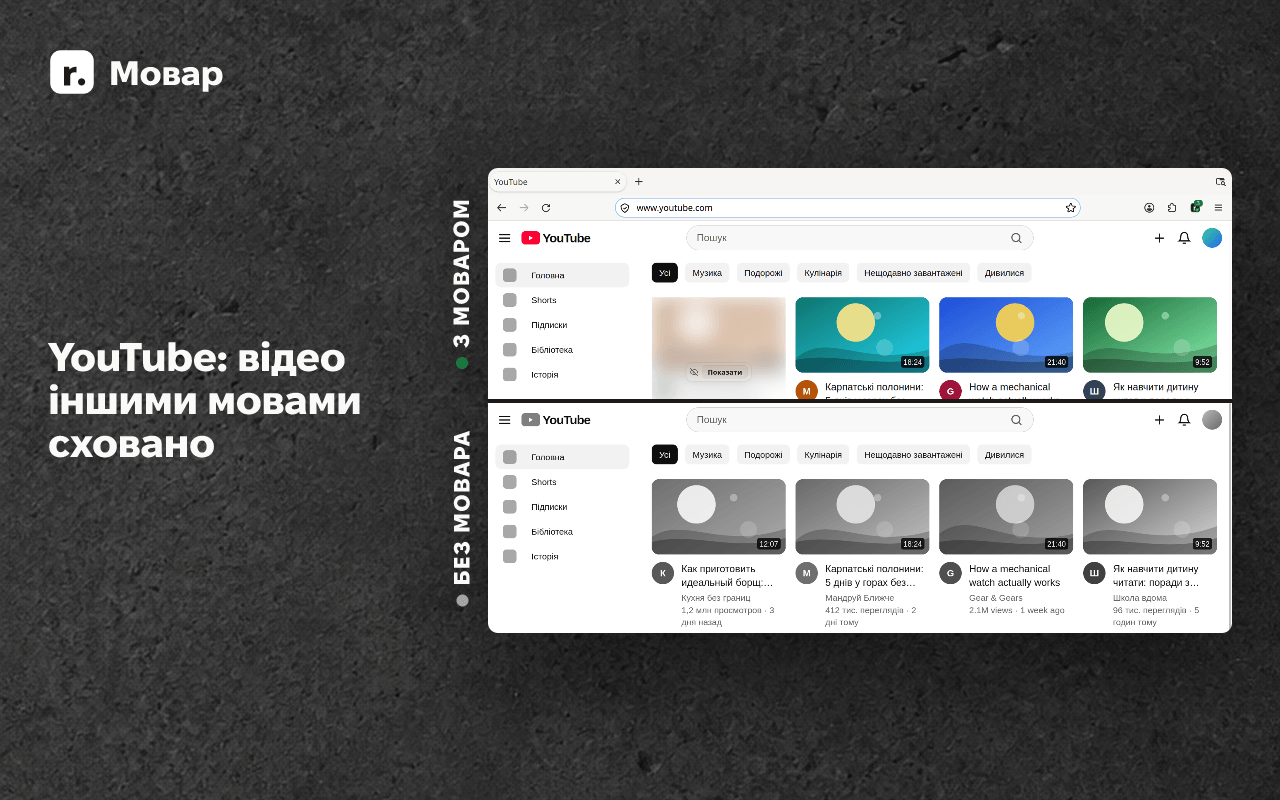 r. Мовар
YouTube: відео
іншими мовами
сховано
З МОВАРОМ
БЕЗ МОВАРА
YouTube
www.youtube.com
YouTube
Пошук
Головна
Shorts
Підписки
Бібліотека
Історія
Усі Музика Подорожі Кулінарія Нещодавно завантажені Дивилися
Показати
18:24
21:40
9:52
М Карпатські полонини:
G How a mechanical
Ш Як навчити дитину
YouTube
Пошук
Головна
Shorts
Підписки
Бібліотека
Історія
Усі Музика Подорожі Кулінарія Нещодавно завантажені Дивилися
12:07
18:24
21:40
9:52
К Как приготовить
идеальный борщ:...
Кухня без границ
1,2 млн просмотров · 3
дня назад
М Карпатські полонини:
5 днів у горах без...
Мандруй Ближче
412 тис. переглядів · 2
дні тому
G How a mechanical
watch actually works
Gear & Gears
2.1M views · 1 week ago
Ш Як навчити дитину
читати: поради з...
Школа вдома
96 тис. переглядів · 5
годин тому